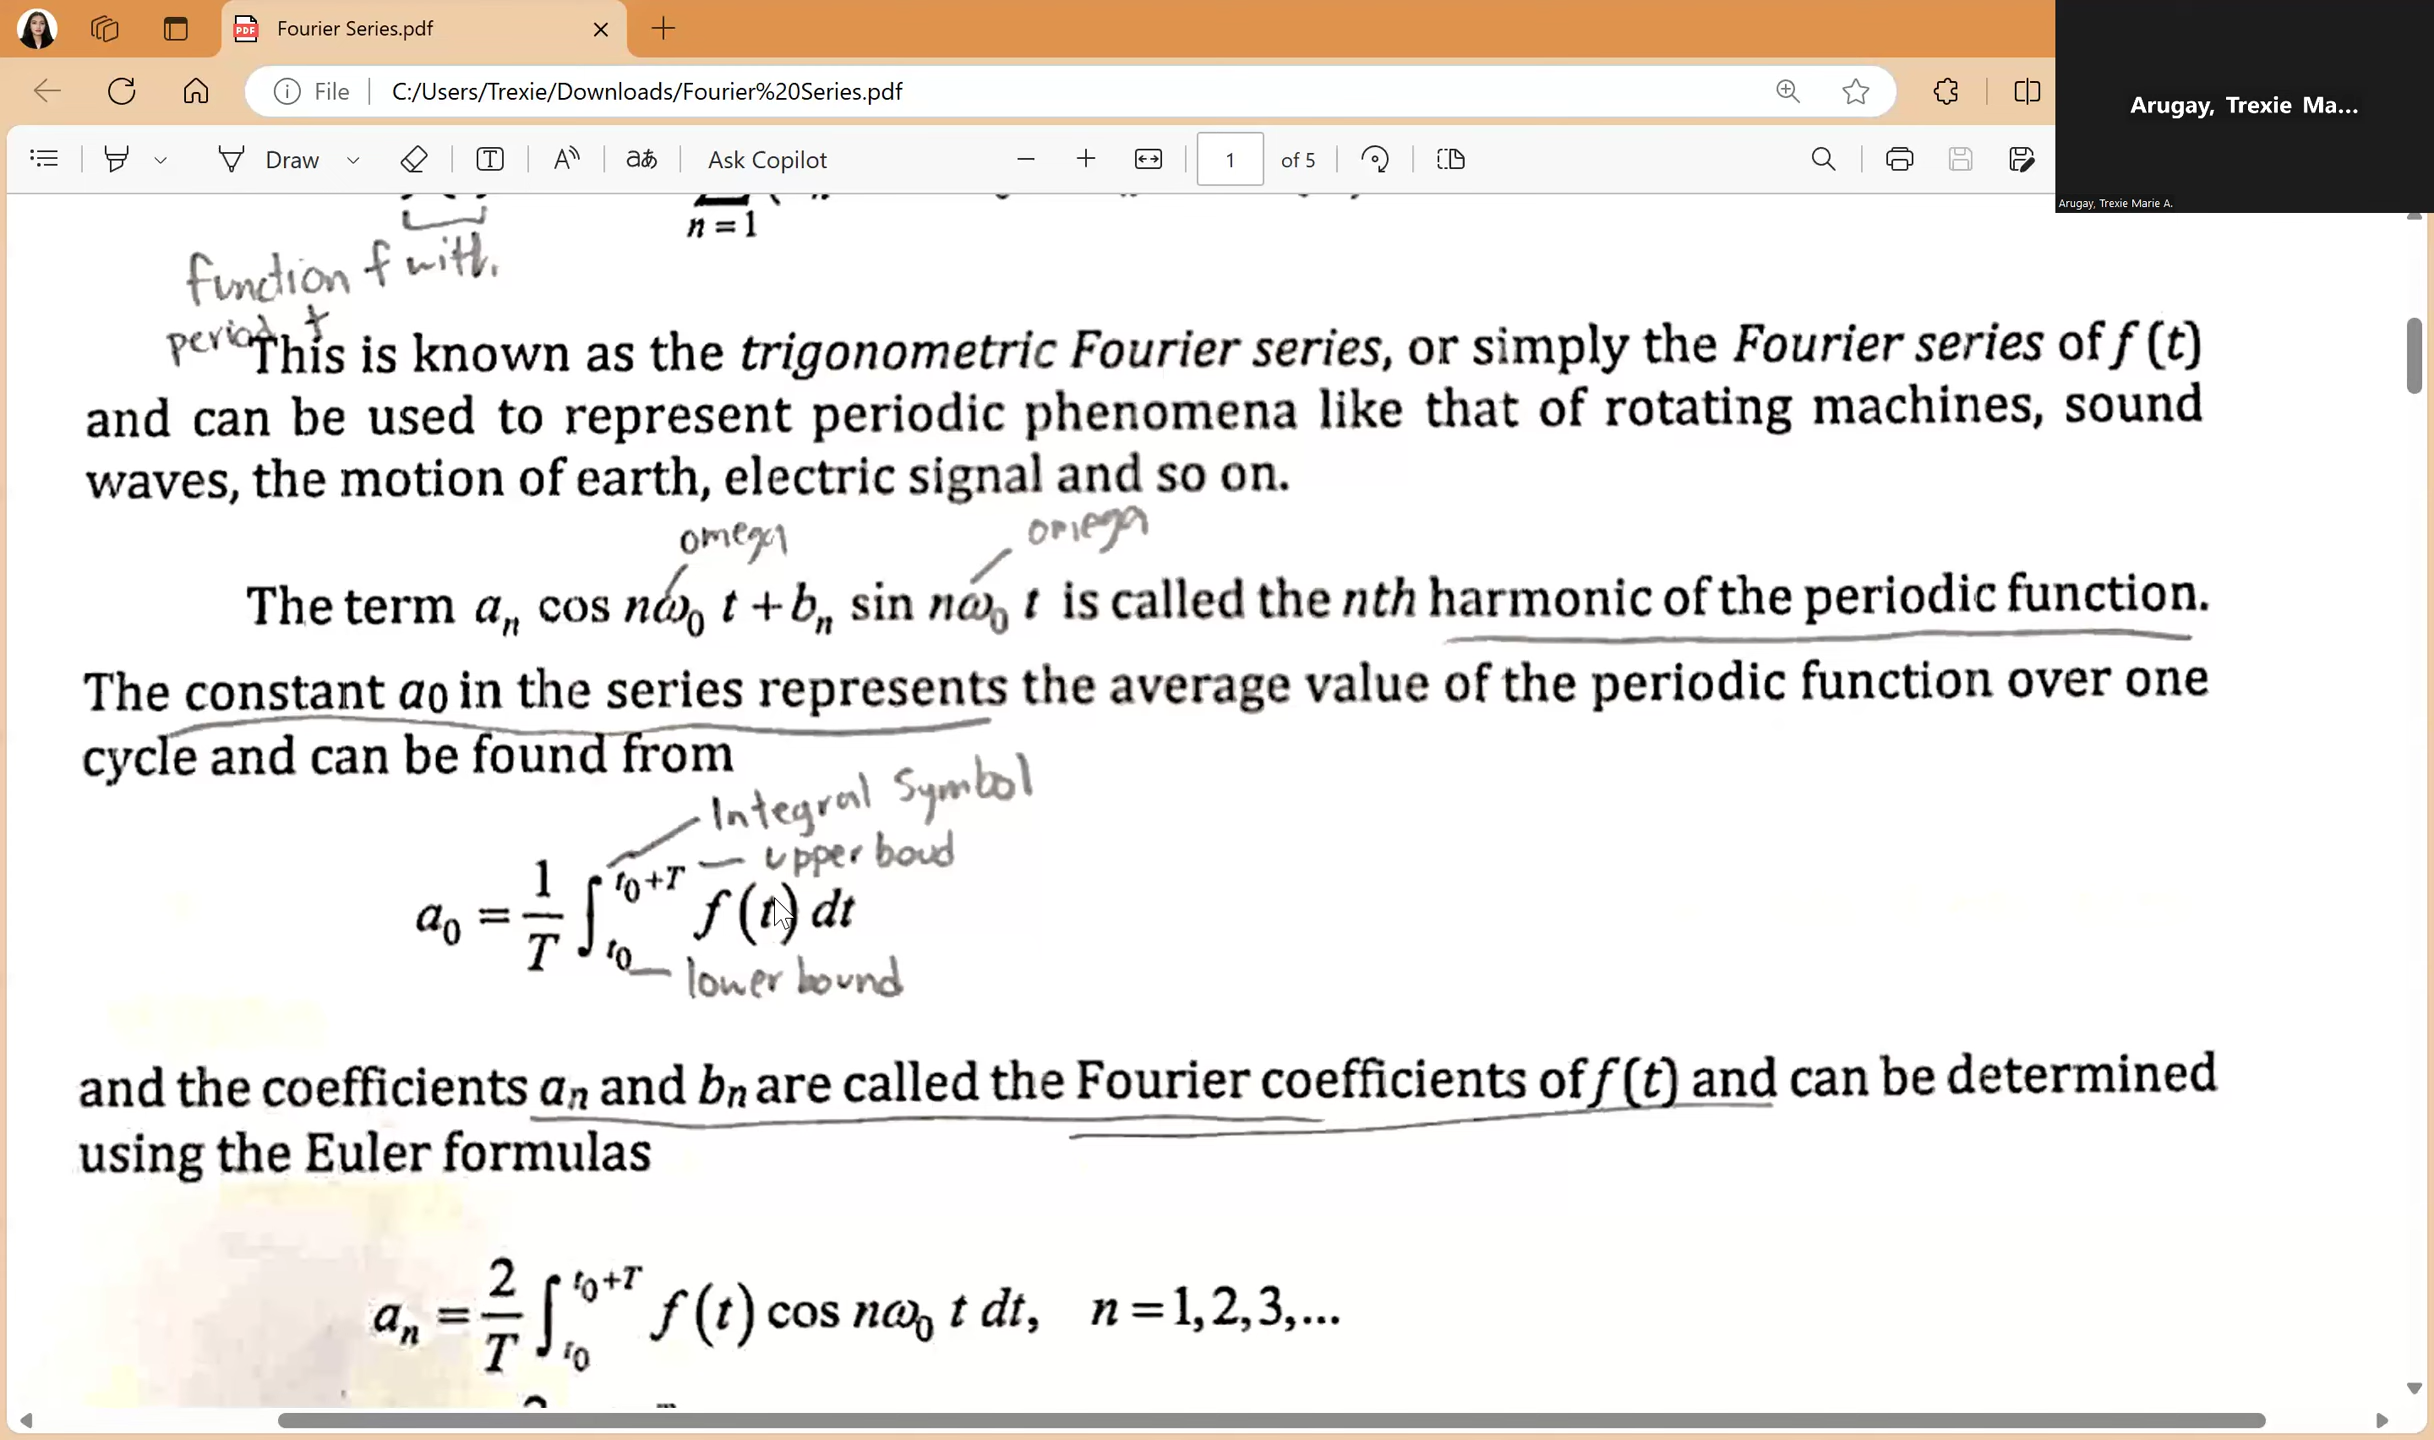 Fourier Series.pdf
File C:/Users/Trexie/Downloads/Fourier%20Series.pdf
Arugay, Trexie Ma...
Draw Ask Copilot 1 of 5
Arugay, Trexie Marie A.
n = 1
function f with
period t
This is known as the trigonometric Fourier series, or simply the Fourier series of f (t)
and can be used to represent periodic phenomena like that of rotating machines, sound
waves, the motion of earth, electric signal and so on.
omega omega
The term aₙ cos nω₀ t + bₙ sin nω₀ t is called the nth harmonic of the periodic function.
The constant a₀ in the series represents the average value of the periodic function over one
cycle and can be found from
Integral Symbol
upper boud
a₀ = 1/T ∫_{t₀}^{t₀+T} f (t) dt
lower bound
and the coefficients aₙ and bₙ are called the Fourier coefficients of f (t) and can be determined
using the Euler formulas
aₙ = 2/T ∫_{t₀}^{t₀+T} f (t) cos nω₀ t dt, n = 1, 2, 3,...